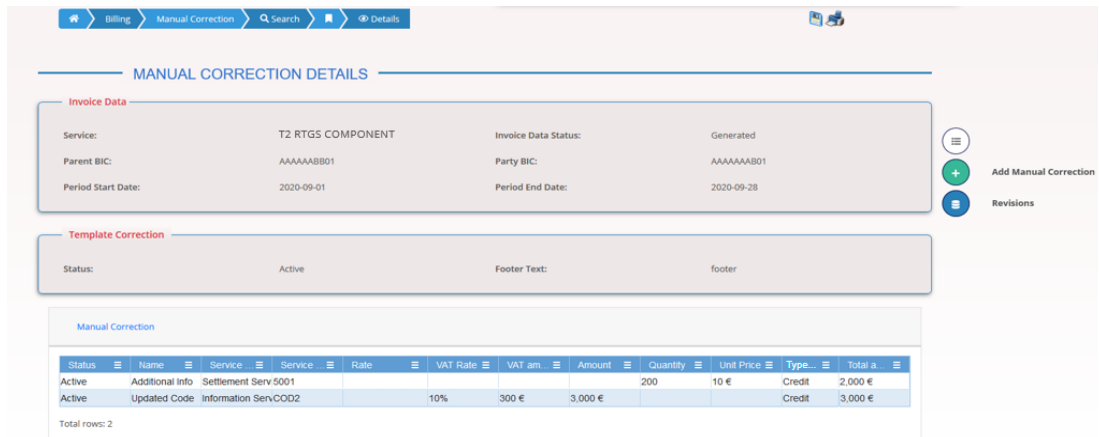 Billing Manual Correction Search Details
MANUAL CORRECTION DETAILS
Invoice Data
Service: T2 RTGS COMPONENT Invoice Data Status: Generated
Parent BIC: AAAAAABB01 Party BIC: AAAAAAAB01
Period Start Date: 2020-09-01 Period End Date: 2020-09-28
Add Manual Correction
Revisions
Template Correction
Status: Active Footer Text: footer
Manual Correction
Status Name Service ... Service ... Rate VAT Rate VAT am... Amount Quantity Unit Price Type... Total a...
Active Additional Info Settlement Serv 5001 200 10 € Credit 2,000 €
Active Updated Code Information Serv COD2 10% 300 € 3,000 € Credit 3,000 €
Total rows: 2